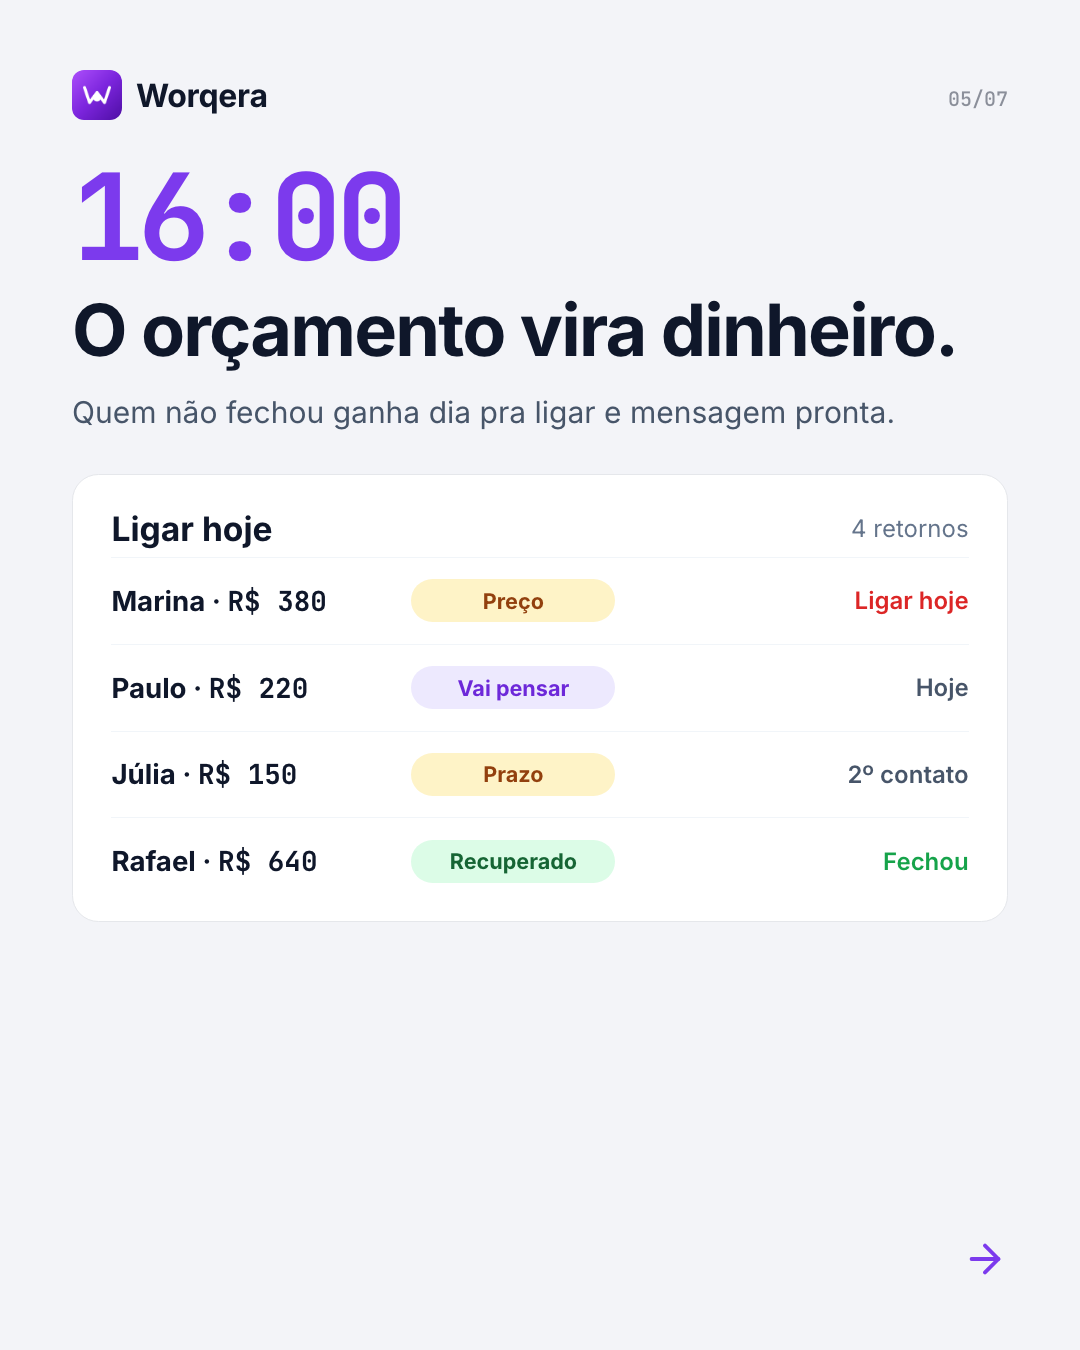 Worqera
05/07
16:00
O orçamento vira dinheiro.
Quem não fechou ganha dia pra ligar e mensagem pronta.
Ligar hoje
4 retornos
Marina · R$ 380
Preço
Ligar hoje
Paulo · R$ 220
Vai pensar
Hoje
Júlia · R$ 150
Prazo
2º contato
Rafael · R$ 640
Recuperado
Fechou